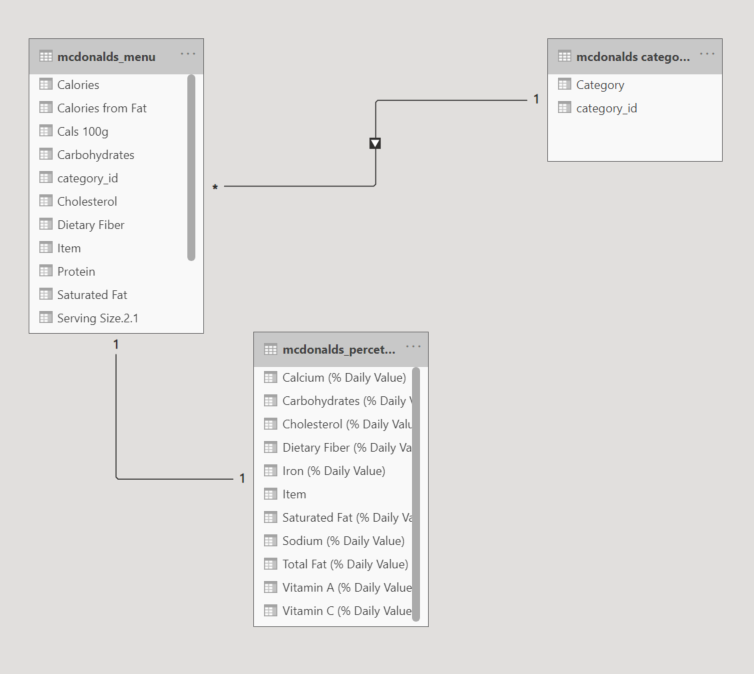 mcdonalds_menu ...
Calories
Calories from Fat
Cals 100g
Carbohydrates
category_id
Cholesterol
Dietary Fiber
Item
Protein
Saturated Fat
Serving Size.2.1
mcdonalds catego... ...
Category
category_id
1
*
1
mcdonalds_percet... ...
Calcium (% Daily Value)
Carbohydrates (% Daily
Cholesterol (% Daily Valu
Dietary Fiber (% Daily Va
Iron (% Daily Value)
Item
Saturated Fat (% Daily Va
Sodium (% Daily Value)
Total Fat (% Daily Value)
Vitamin A (% Daily Value
Vitamin C (% Daily Value
1